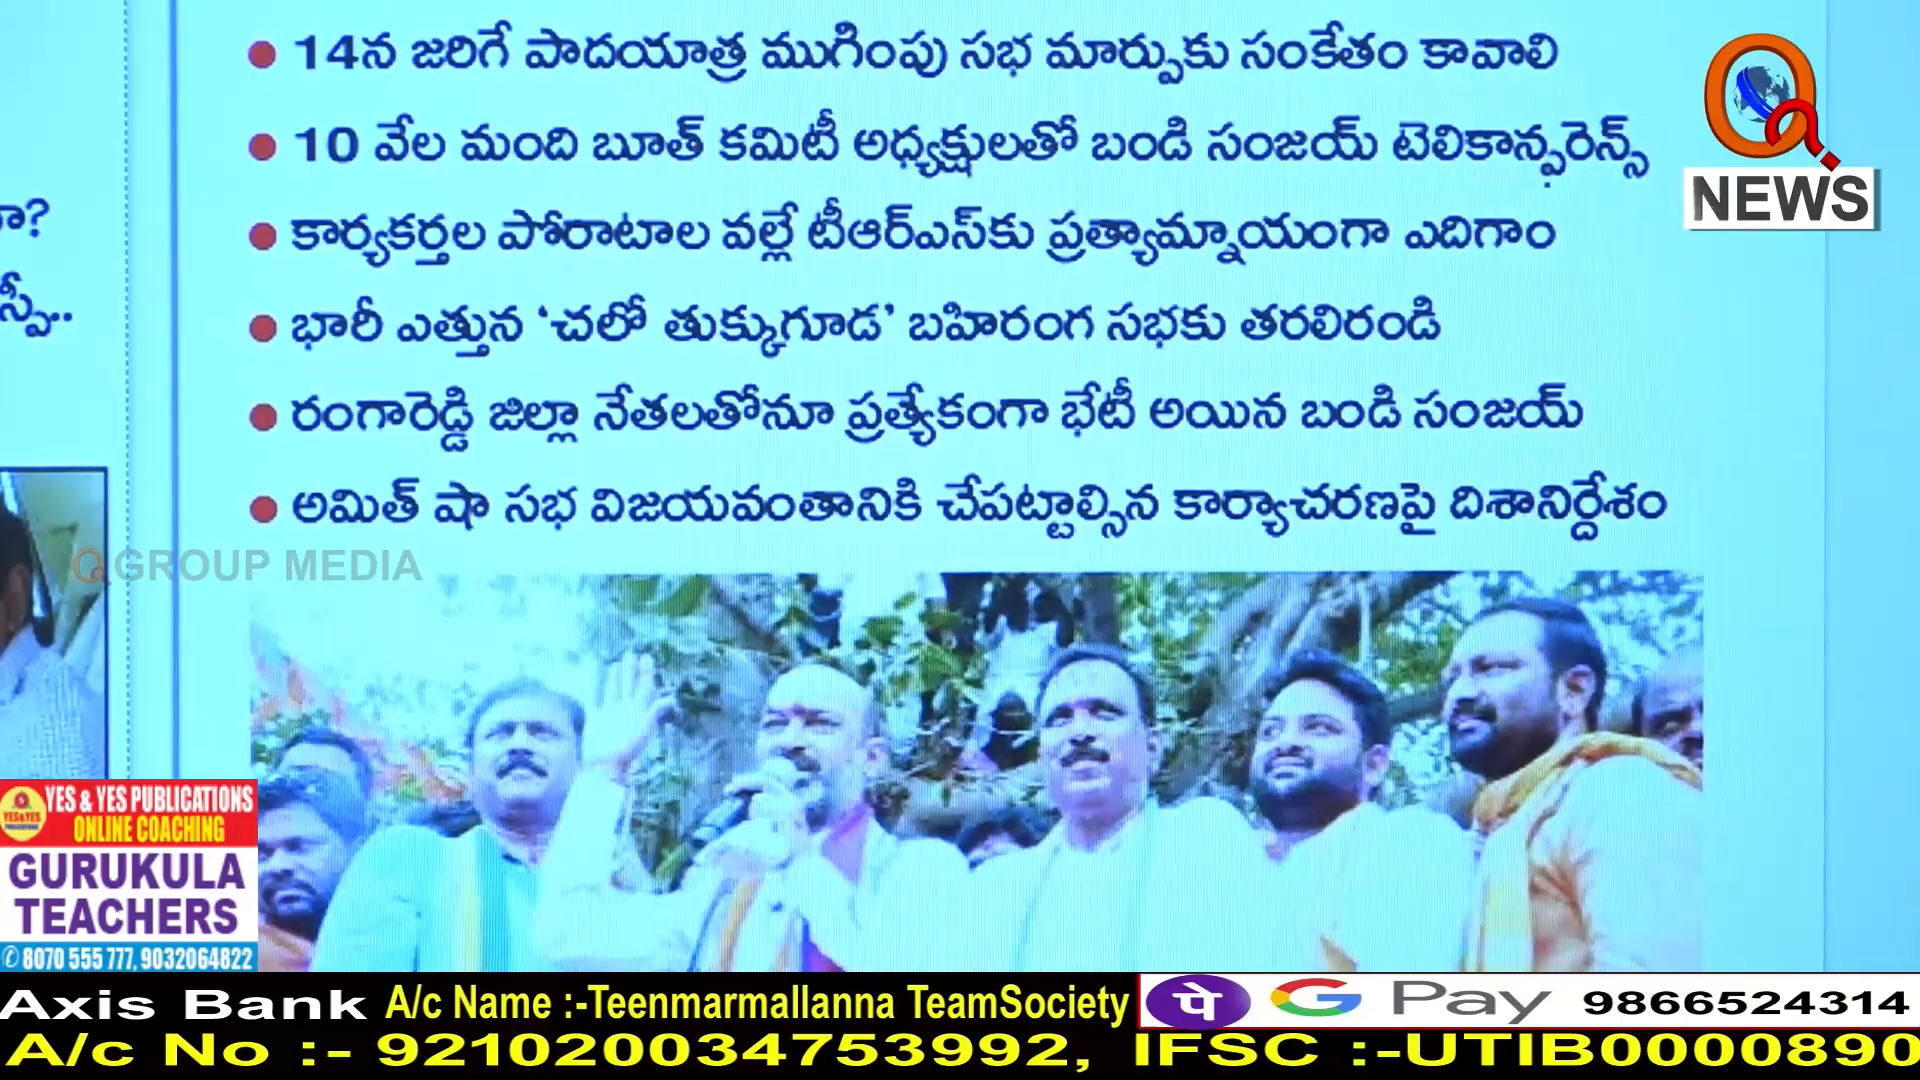 14న జరిగే పాదయాత్ర ముగింపు సభ మార్పుకు సంకేతం కావాలి
10 వేల మంది బూత్ కమిటీ అధ్యక్షులతో బండి సంజయ్ టెలికాన్ఫరెన్స్
కార్యకర్తల పోరాటాల వల్లే టీఆర్ఎస్‌కు ప్రత్యామ్నాయంగా ఎదిగాం
భారీ ఎత్తున 'చలో తుక్కుగూడ' బహిరంగ సభకు తరలిరండి
రంగారెడ్డి జిల్లా నేతలతోనూ ప్రత్యేకంగా భేటీ అయిన బండి సంజయ్
అమిత్ షా సభ విజయవంతానికి చేపట్టాల్సిన కార్యాచరణపై దిశానిర్దేశం
Q NEWS
Q GROUP MEDIA
YES & YES PUBLICATIONS
ONLINE COACHING
GURUKULA
TEACHERS
8070 555 777, 9032064822
Axis Bank A/c Name :-Teenmarmallanna TeamSociety
पे G Pay 9866524314
A/c No :- 921020034753992, IFSC :-UTIB0000890